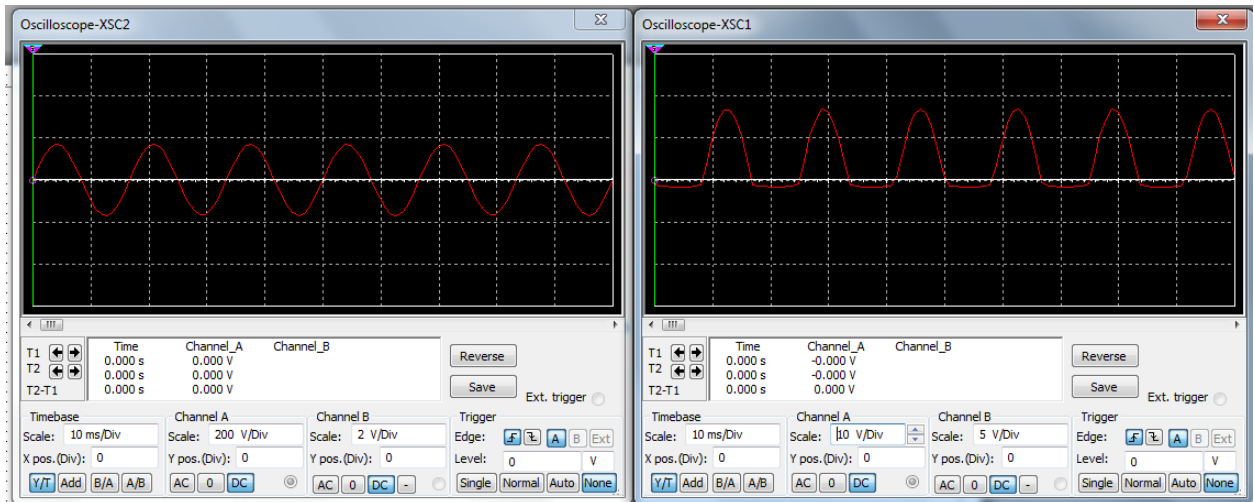 Oscilloscope-XSC2
X
T1
T2
T2-T1
Time Channel_A Channel_B
0.000 s 0.000 V
0.000 s 0.000 V
0.000 s 0.000 V
Reverse
Save
Ext. trigger
Timebase
Scale: 10 ms/Div
X pos.(Div): 0
Y/T Add B/A A/B
Channel A
Scale: 200 V/Div
Y pos.(Div): 0
AC 0 DC
Channel B
Scale: 2 V/Div
Y pos.(Div): 0
AC 0 DC -
Trigger
Edge: A B Ext
Level: 0 V
Single Normal Auto None
Oscilloscope-XSC1
X
T1
T2
T2-T1
Time Channel_A Channel_B
0.000 s -0.000 V
0.000 s -0.000 V
0.000 s 0.000 V
Reverse
Save
Ext. trigger
Timebase
Scale: 10 ms/Div
X pos.(Div): 0
Y/T Add B/A A/B
Channel A
Scale: 10 V/Div
Y pos.(Div): 0
AC 0 DC
Channel B
Scale: 5 V/Div
Y pos.(Div): 0
AC 0 DC -
Trigger
Edge: A B Ext
Level: 0 V
Single Normal Auto None